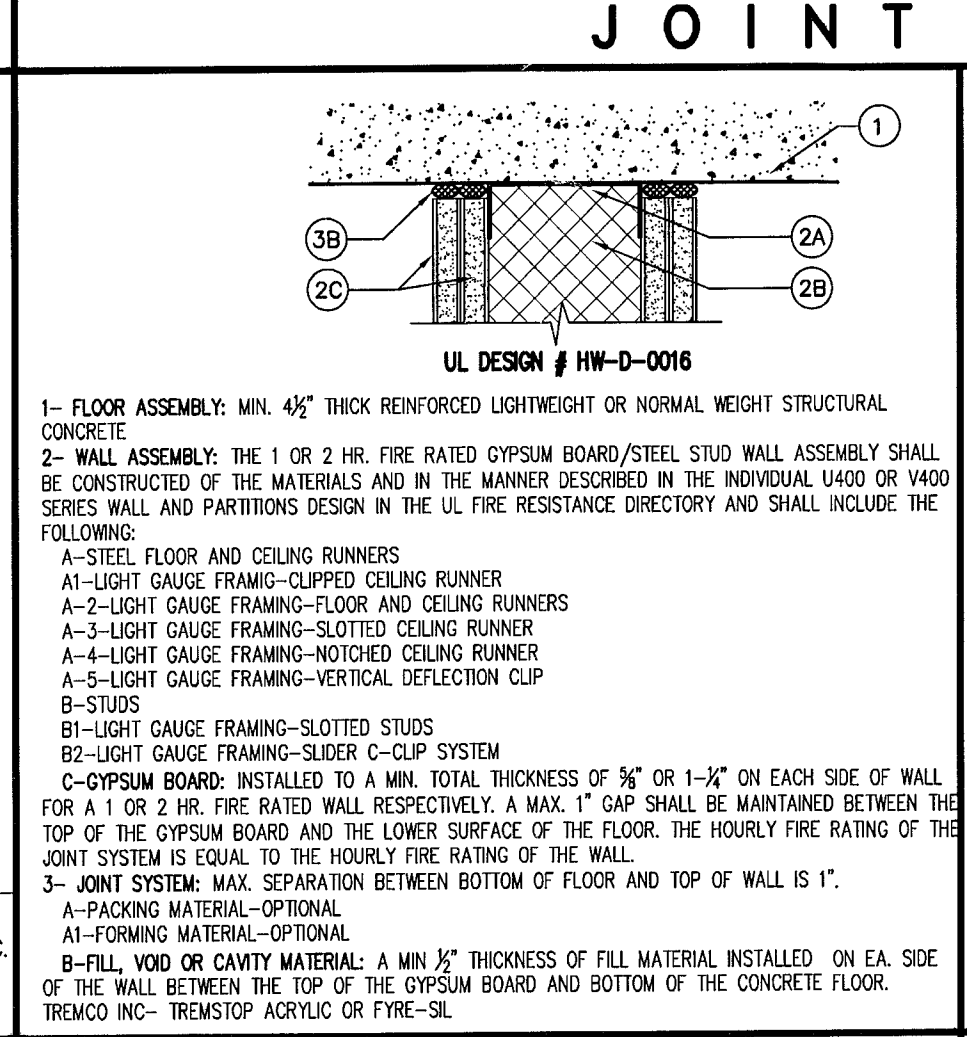 JOINT
1
3B
2A
2C
2B
UL DESIGN # HW-D-0016
1- FLOOR ASSEMBLY: MIN. 4½" THICK REINFORCED LIGHTWEIGHT OR NORMAL WEIGHT STRUCTURAL
CONCRETE
2- WALL ASSEMBLY: THE 1 OR 2 HR. FIRE RATED GYPSUM BOARD/STEEL STUD WALL ASSEMBLY SHALL
BE CONSTRUCTED OF THE MATERIALS AND IN THE MANNER DESCRIBED IN THE INDIVIDUAL U400 OR V400
SERIES WALL AND PARTITIONS DESIGN IN THE UL FIRE RESISTANCE DIRECTORY AND SHALL INCLUDE THE
FOLLOWING:
A-STEEL FLOOR AND CEILING RUNNERS
A1-LIGHT GAUGE FRAMIG-CLIPPED CEILING RUNNER
A-2-LIGHT GAUGE FRAMING-FLOOR AND CEILING RUNNERS
A-3-LIGHT GAUGE FRAMING-SLOTTED CEILING RUNNER
A-4-LIGHT GAUGE FRAMING-NOTCHED CEILING RUNNER
A-5-LIGHT GAUGE FRAMING-VERTICAL DEFLECTION CLIP
B-STUDS
B1-LIGHT GAUGE FRAMING-SLOTTED STUDS
B2-LIGHT GAUGE FRAMING-SLIDER C-CLIP SYSTEM
C-GYPSUM BOARD: INSTALLED TO A MIN. TOTAL THICKNESS OF ⅝" OR 1-¼" ON EACH SIDE OF WALL
FOR A 1 OR 2 HR. FIRE RATED WALL RESPECTIVELY. A MAX. 1" GAP SHALL BE MAINTAINED BETWEEN THE
TOP OF THE GYPSUM BOARD AND THE LOWER SURFACE OF THE FLOOR. THE HOURLY FIRE RATING OF THE
JOINT SYSTEM IS EQUAL TO THE HOURLY FIRE RATING OF THE WALL.
3- JOINT SYSTEM: MAX. SEPARATION BETWEEN BOTTOM OF FLOOR AND TOP OF WALL IS 1".
A-PACKING MATERIAL-OPTIONAL
A1-FORMING MATERIAL-OPTIONAL
B-FILL, VOID OR CAVITY MATERIAL: A MIN ½" THICKNESS OF FILL MATERIAL INSTALLED ON EA. SIDE
OF THE WALL BETWEEN THE TOP OF THE GYPSUM BOARD AND BOTTOM OF THE CONCRETE FLOOR.
TREMCO INC- TREMSTOP ACRYLIC OR FYRE-SIL